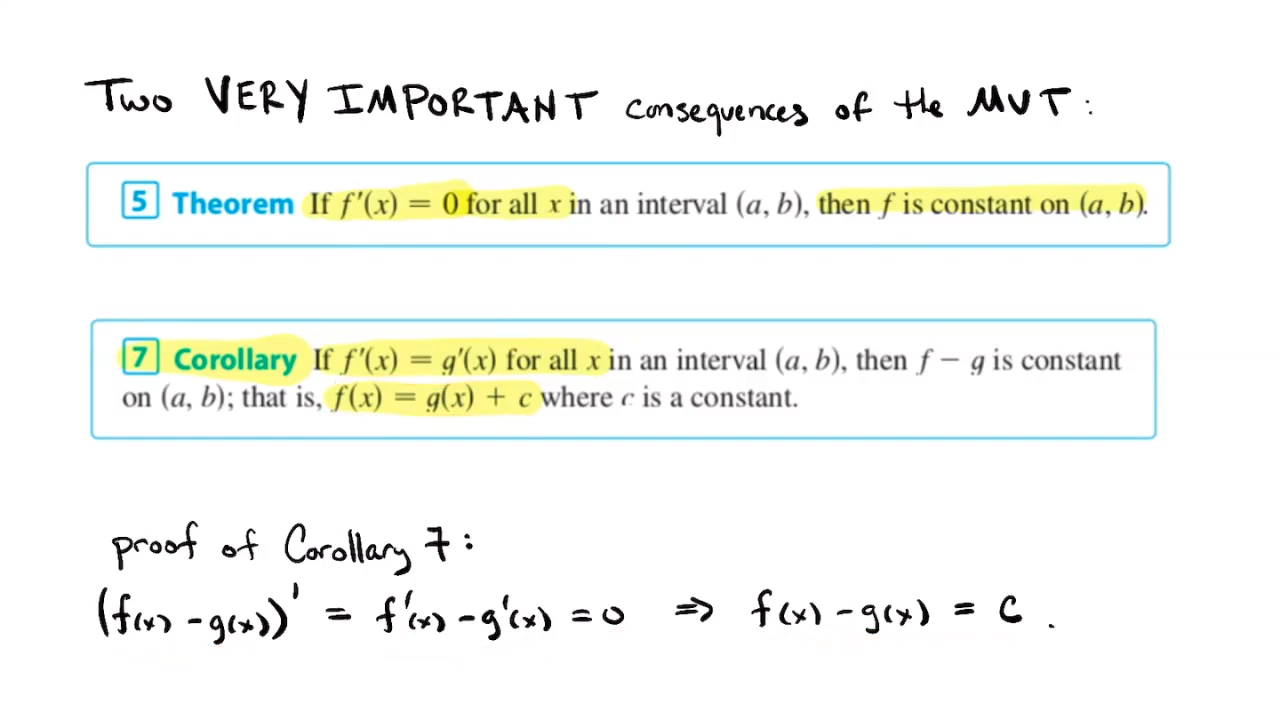 Two VERY IMPORTANT consequences of the MVT:
5 Theorem If f′(x) = 0 for all x in an interval (a, b), then f is constant on (a, b).
7 Corollary If f′(x) = g′(x) for all x in an interval (a, b), then f − g is constant
on (a, b); that is, f(x) = g(x) + c where c is a constant.
proof of Corollary 7:
(f(x) - g(x))' = f'(x) - g'(x) = 0 ⇒ f(x) - g(x) = C .